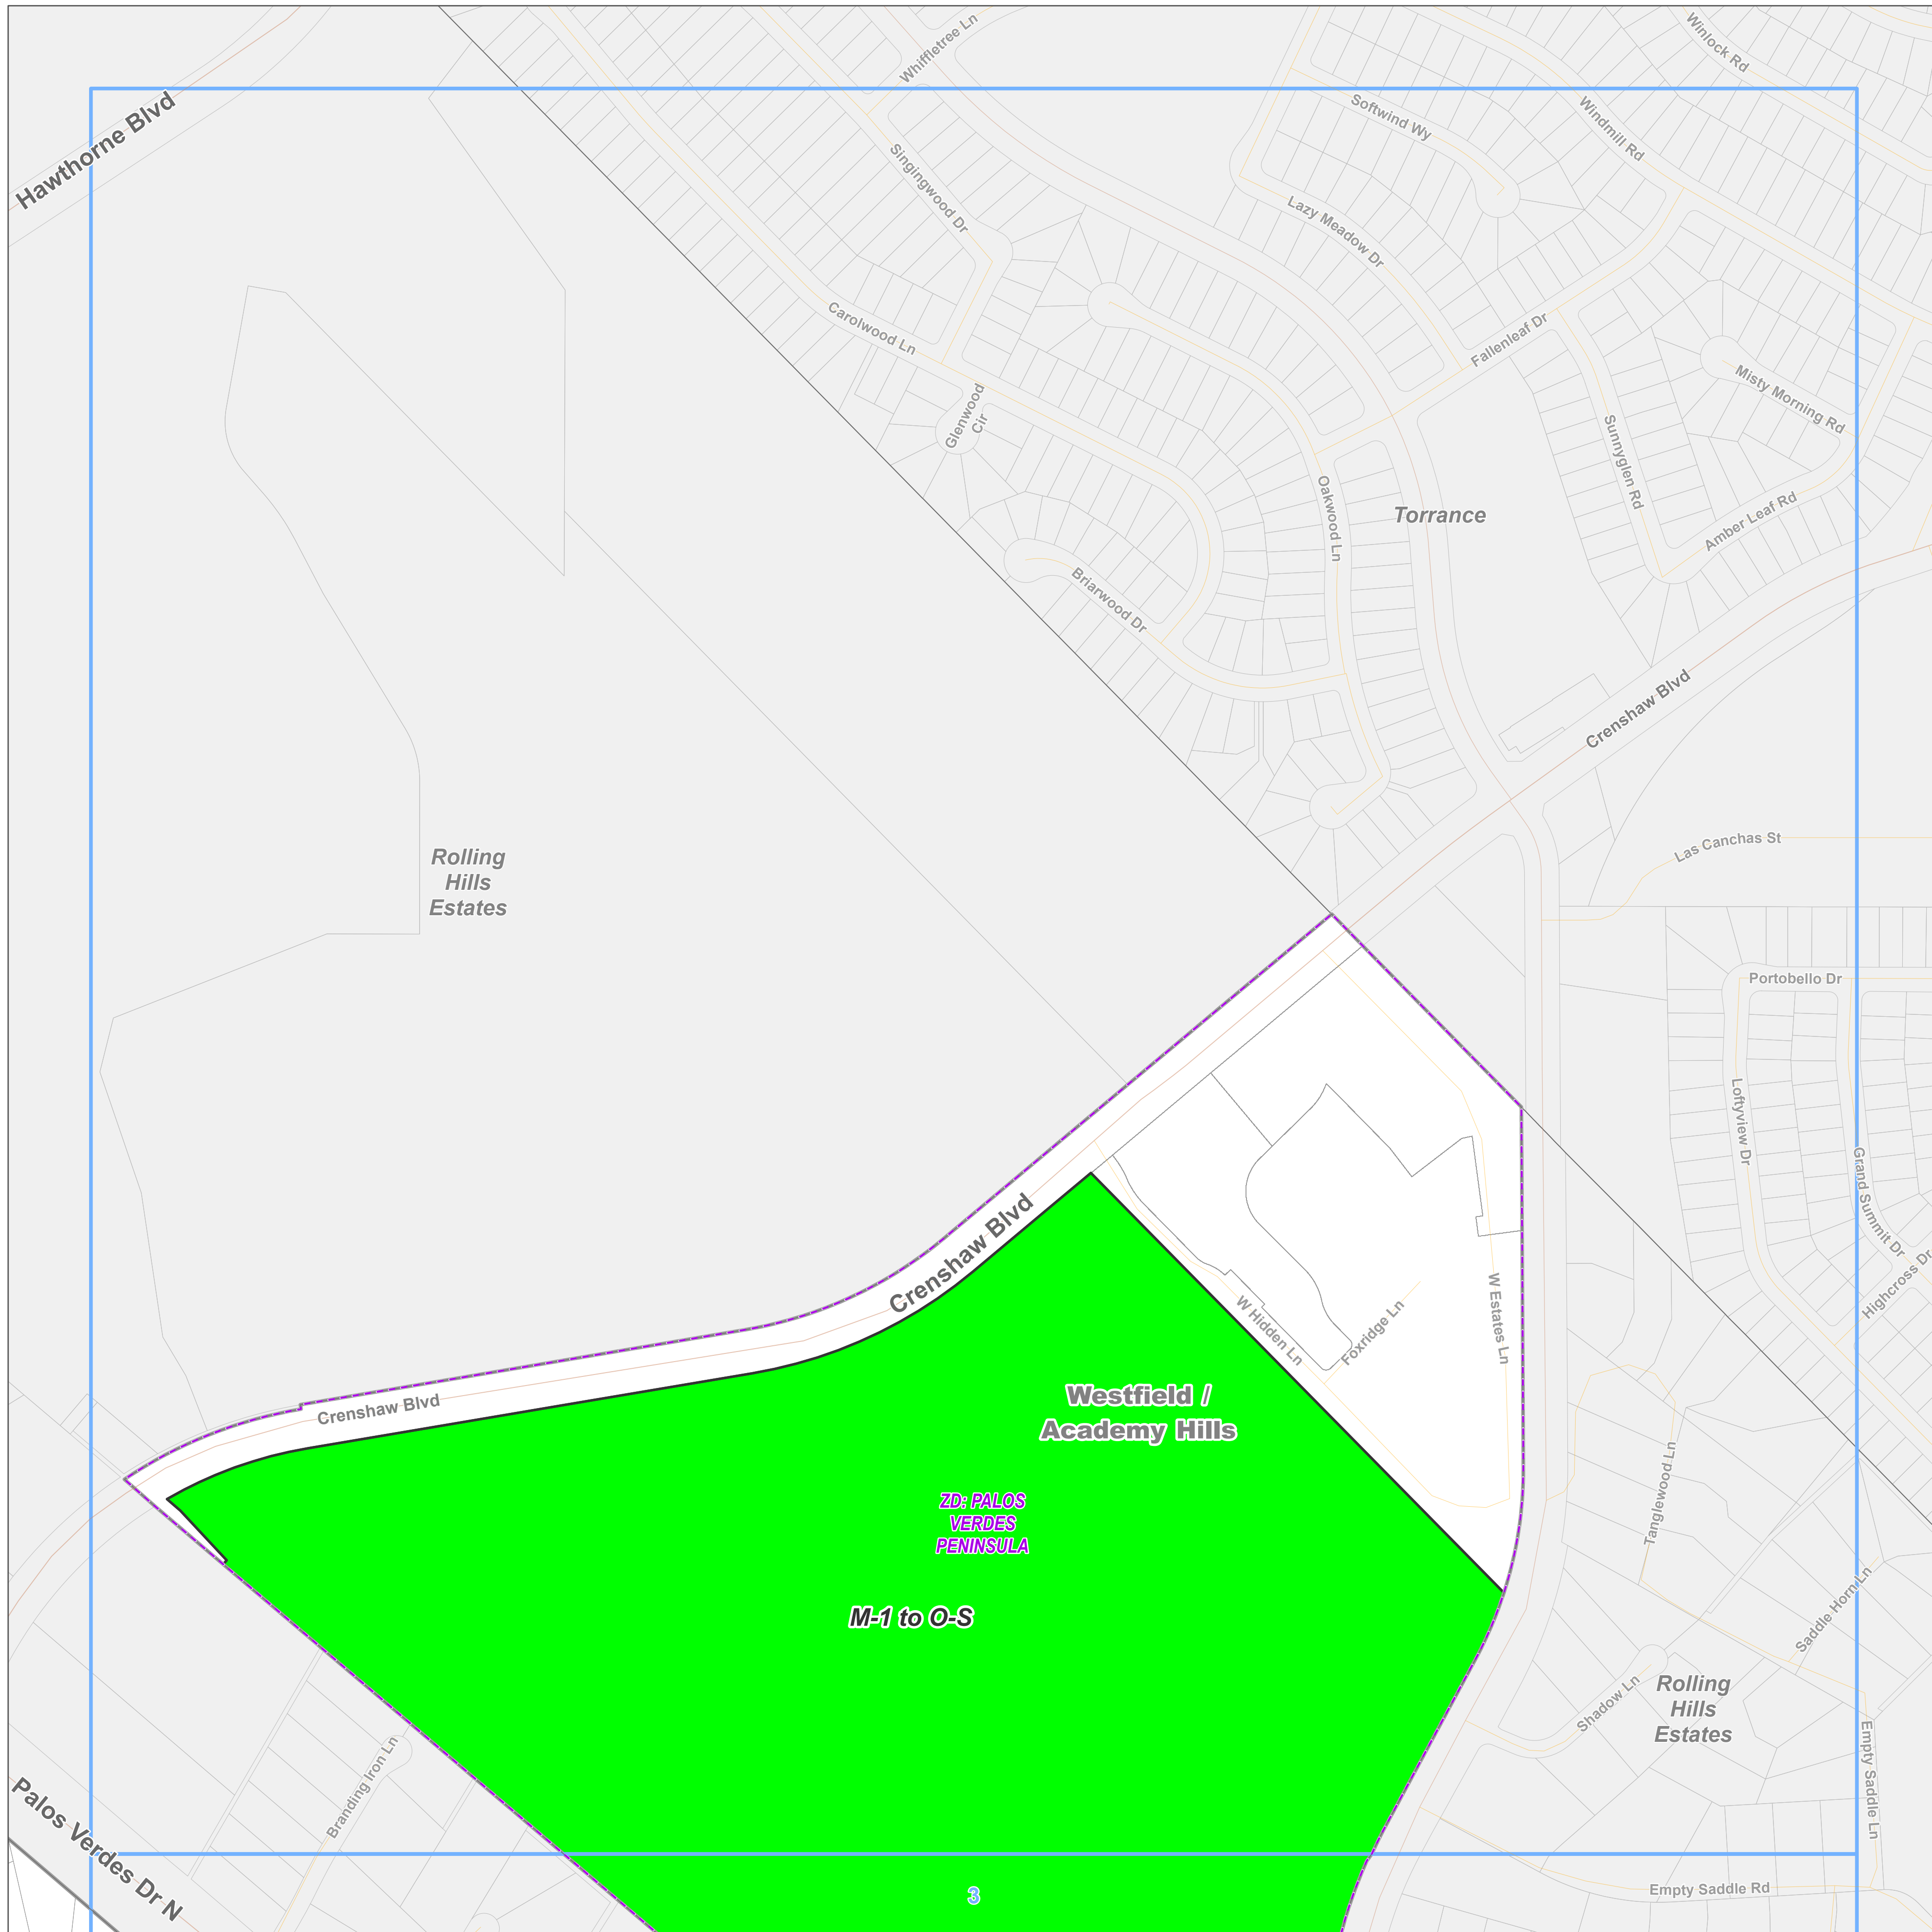 Winlock Rd
Whiffletree Ln
Hawthorne Blvd
Softwind Wy
Windmill Rd
Singingwood Dr
Lazy Meadow Dr
Carolwood Ln
Fallenleaf Dr
Misty Morning Rd
Glenwood
Cir
Sunnyglen Rd
Oakwood Ln
Torrance
Amber Leaf Rd
Briarwood Dr
Crenshaw Blvd
Las Canchas St
Rolling
Hills
Estates
Portobello Dr
Loftyview Dr
Grand Summit Dr
Highcross Dr
Crenshaw Blvd
W Estates Ln
W Hidden Ln
Foxridge Ln
Crenshaw Blvd
Westfield /
Academy Hills
Tanglewood Ln
ZD: PALOS
VERDES
PENINSULA
M-1 to O-S
Saddle Horn Ln
Shadow Ln
Rolling
Hills
Estates
Empty Saddle Ln
Branding Iron Ln
Palos Verdes Dr N
Empty Saddle Rd
3